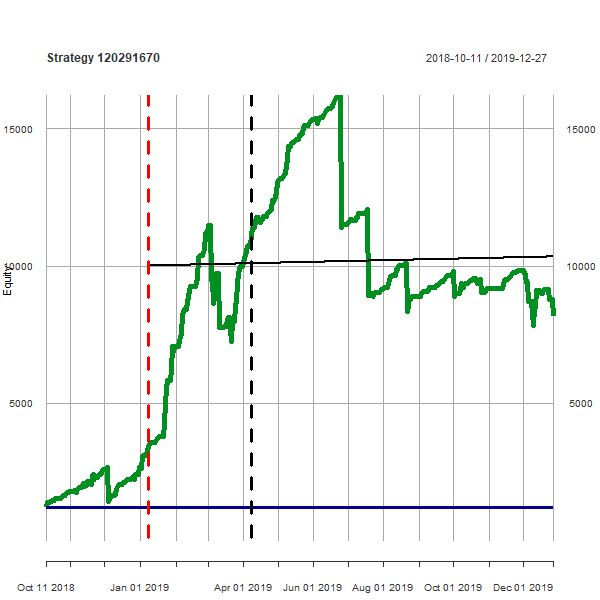 Strategy 120291670
2018-10-11 / 2019-12-27
15000
15000
10000
10000
Equity
5000
5000
Oct 11 2018
Jan 01 2019
Apr 01 2019
Jun 01 2019
Aug 01 2019
Oct 01 2019
Dec 01 2019